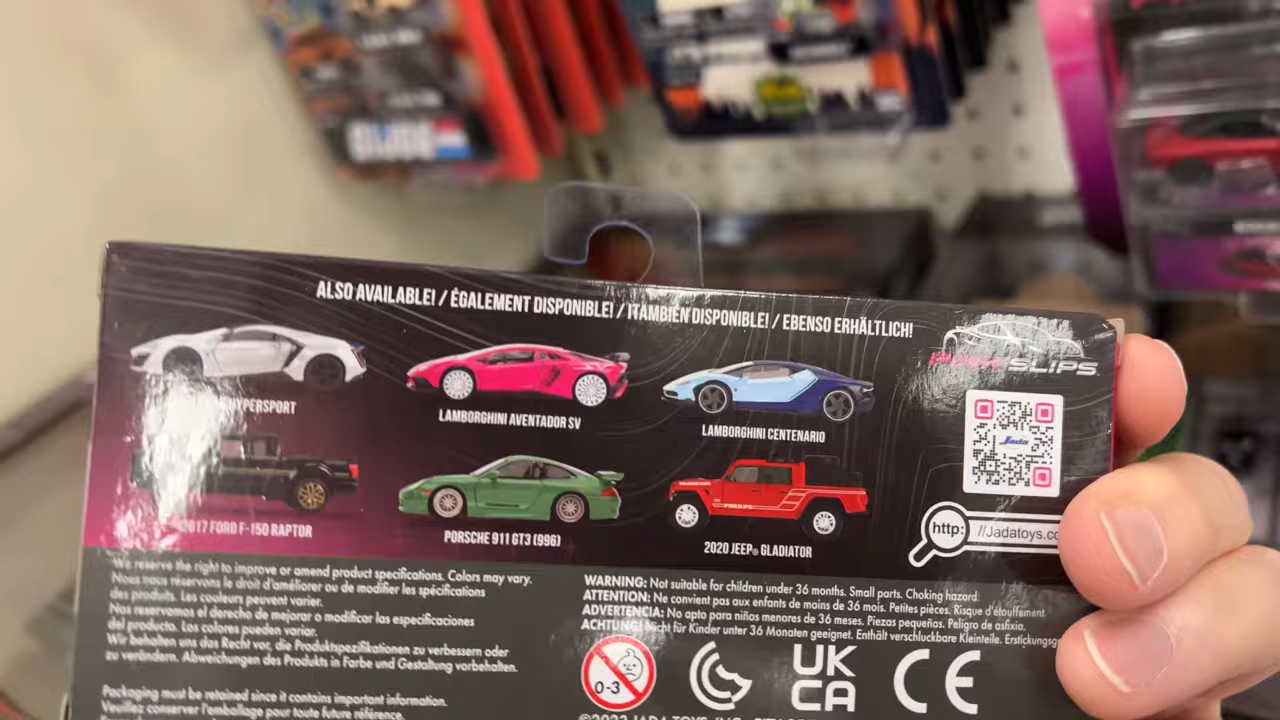 ALSO AVAILABLE! / ÉGALEMENT DISPONIBLE! / ¡TAMBIÉN DISPONIBLE! / EBENSO ERHÄLTLICH!
SLIPS
HYPERSPORT
LAMBORGHINI AVENTADOR SV
LAMBORGHINI CENTENARIO
Jada
2017 FORD F-150 RAPTOR
PORSCHE 911 GT3 (996)
2020 JEEP® GLADIATOR
http: //Jadatoys.co
We reserve the right to improve or amend product specifications. Colors may vary.
Nous nous réservons le droit d'améliorer ou de modifier les spécifications
des produits. Les couleurs peuvent varier.
Nos reservamos el derecho de mejorar o modificar las especificaciones
del producto. Los colores pueden variar.
Wir behalten uns das Recht vor, die Produktspezifikationen zu verbessern oder
zu verändern. Abweichungen des Produkts in Farbe und Gestaltung vorbehalten.
Packaging must be retained since it contains important information.
Veuillez conserver l'emballage pour toute future référence.
WARNING: Not suitable for children under 36 months. Small parts. Choking hazard.
ATTENTION: Ne convient pas aux enfants de moins de 36 mois. Petites pièces. Risque d'étouffement.
ADVERTENCIA: No apto para niños menores de 36 meses. Piezas pequeñas. Peligro de asfixia.
ACHTUNG! Nicht für Kinder unter 36 Monaten geeignet. Enthält verschluckbare Kleinteile. Erstickungsge
0-3
UK
CA
CE
©2023 JADA TOYS, INC.